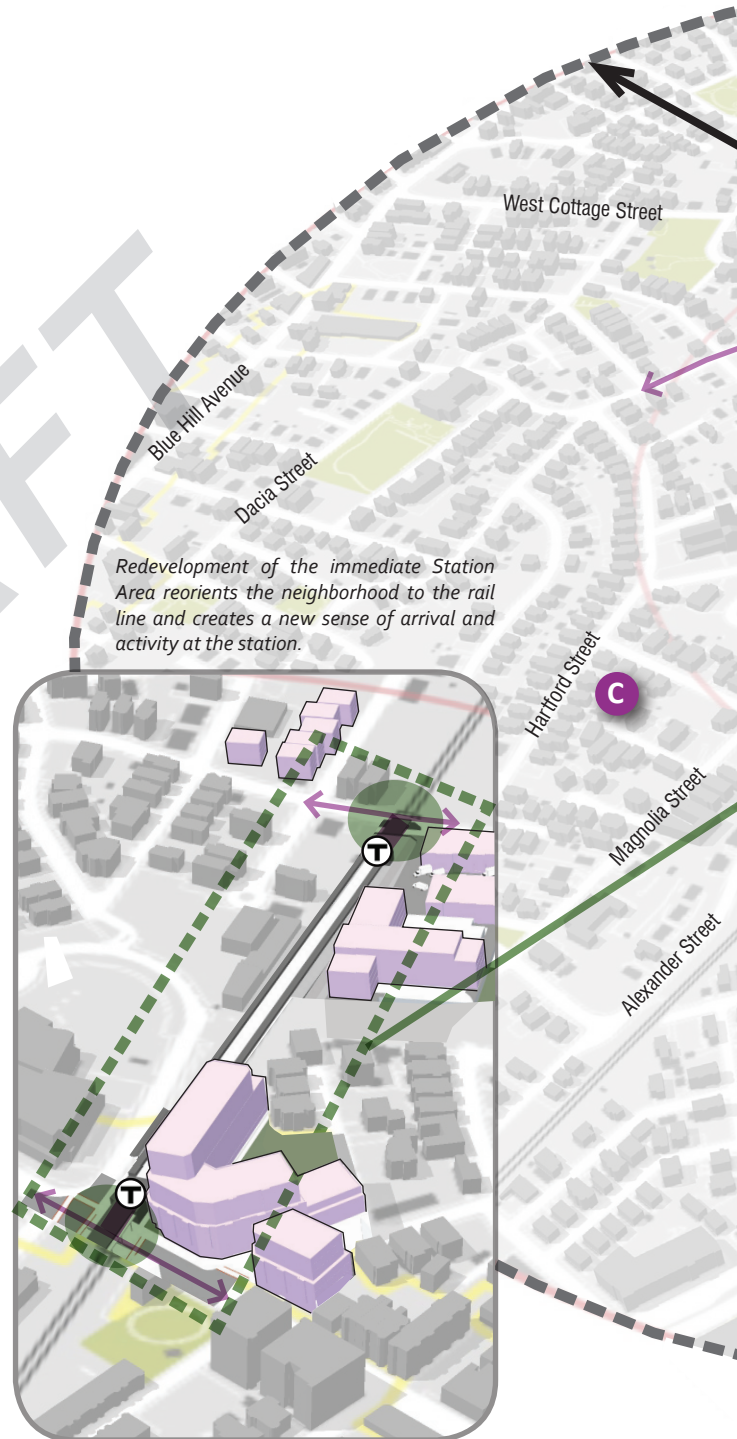 West Cottage Street
Blue Hill Avenue
Dacia Street
Redevelopment of the immediate Station
Area reorients the neighborhood to the rail
line and creates a new sense of arrival and
activity at the station.
Hartford Street
C
Magnolia Street
Alexander Street
T
T
FT